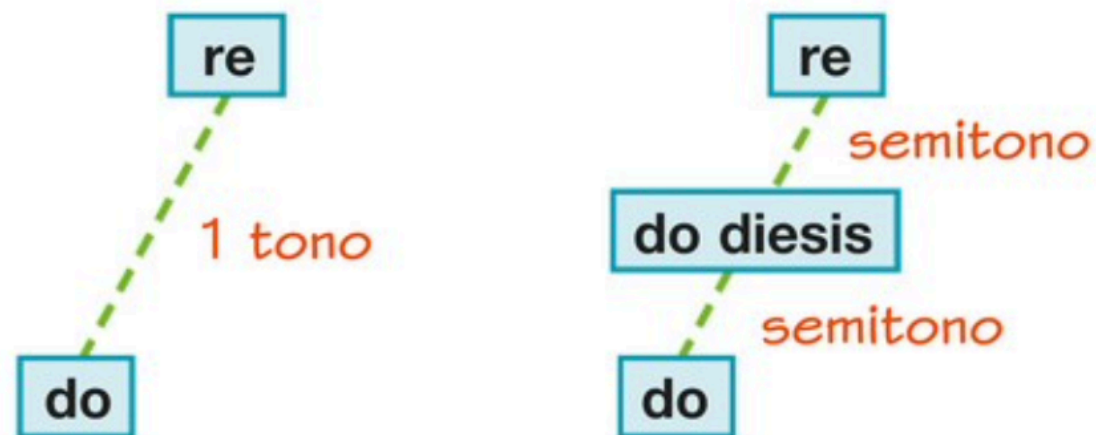 re
1 tono
do
re
semitono
do diesis
semitono
do